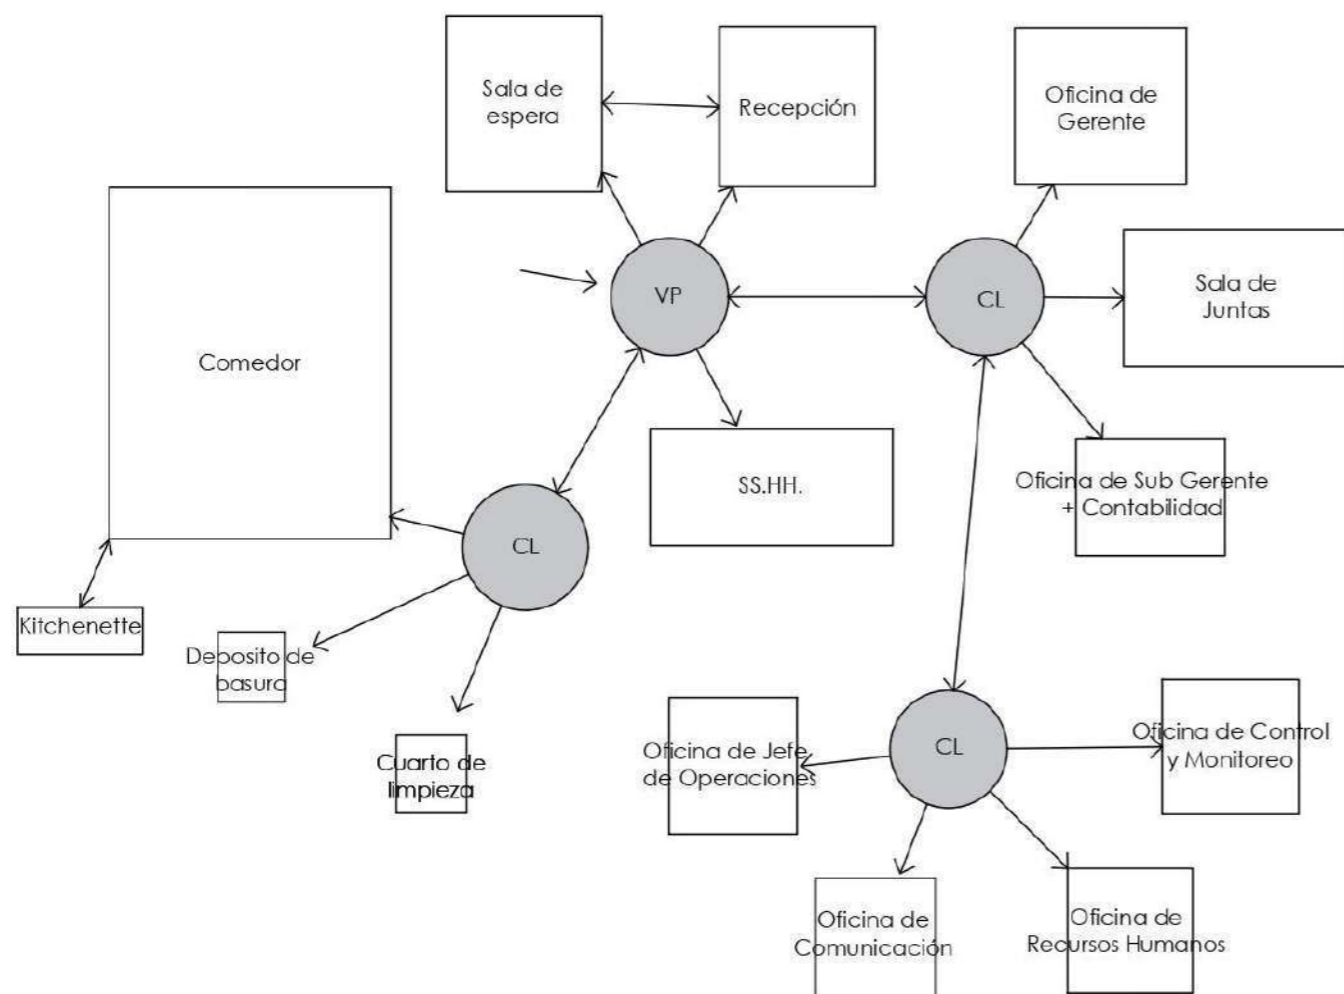 Sala de
espera
Recepción
Oficina de
Gerente
VP
CL
Sala de
Juntas
Comedor
SS.HH.
Oficina de Sub Gerente
+ Contabilidad
CL
Kitchenette
Deposito de
basura
Cuarto de
limpieza
Oficina de Jefe
de Operaciones
CL
Oficina de Control
y Monitoreo
Oficina de
Comunicación
Oficina de
Recursos Humanos